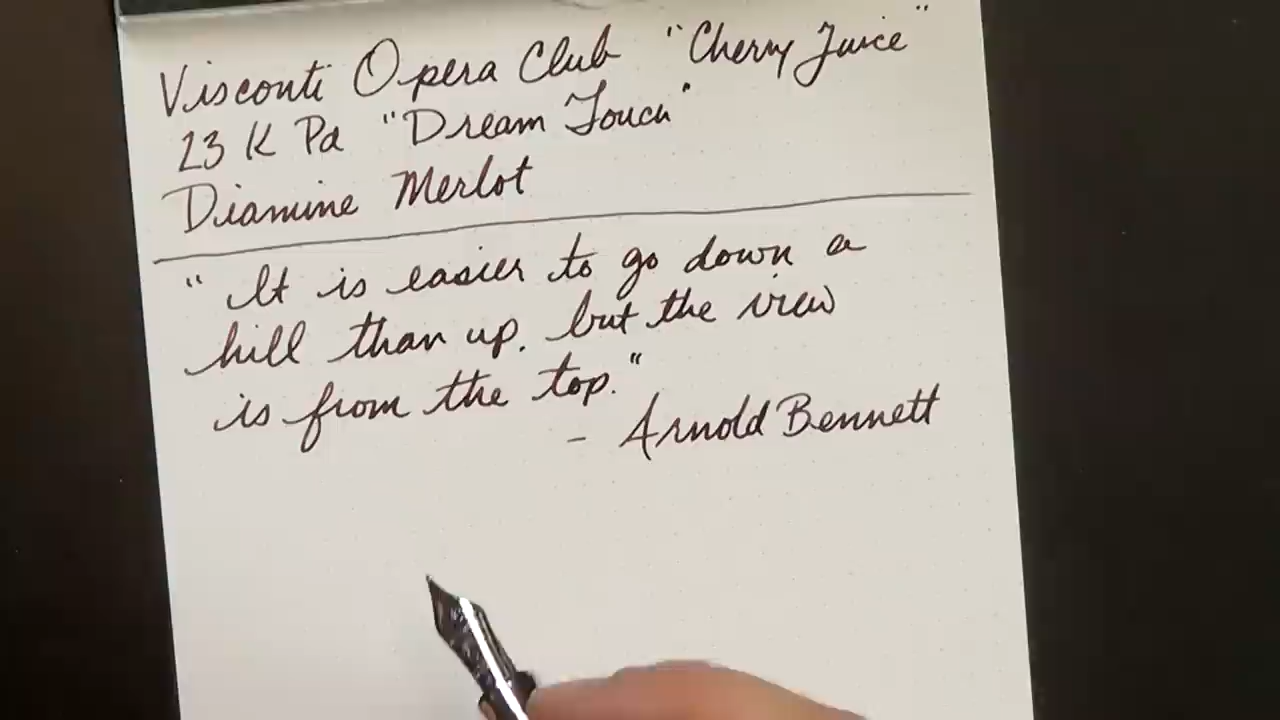 Visconti Opera Club "Cherry Juice"
23 K Pd "Dream Touch"
Diamine Merlot
"It is easier to go down a
hill than up, but the view
is from the top."
- Arnold Bennett